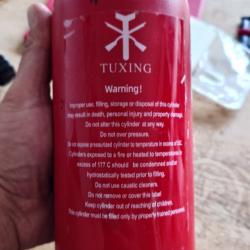 TUXING
Warning!
Improper use, filling, storage or disposal of this cylinder
May result in death, personal injury and property damage.
Do not alter this cylinder at any way.
Do not over pressure.
Do not expose pressurized cylinder to temperature in excess of
Cylinders exposed to a fire or heated to temperatures in
excess of 177 C should be condemned and/or
hydrostatically tested prior to filling.
Do not use caustic cleaners.
Do not remove or cover this label
Keep cylinder out of reaching of children.
This cylinder must be filled only by properly trained personnel.